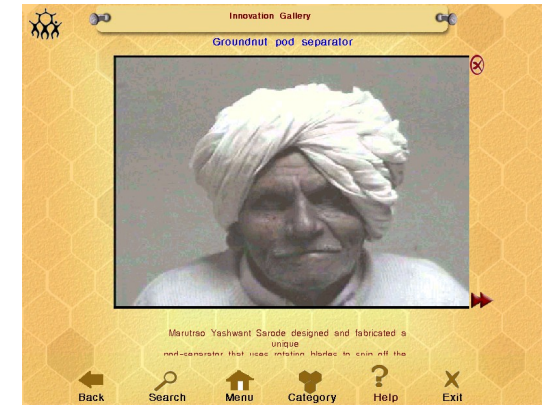 Innovation Gallery
Groundnut pod separator
Marutrao Yashwant Sarode designed and fabricated a
unique
pod-separator that uses rotating blades to spin off the
Back Search Menu Category Help Exit